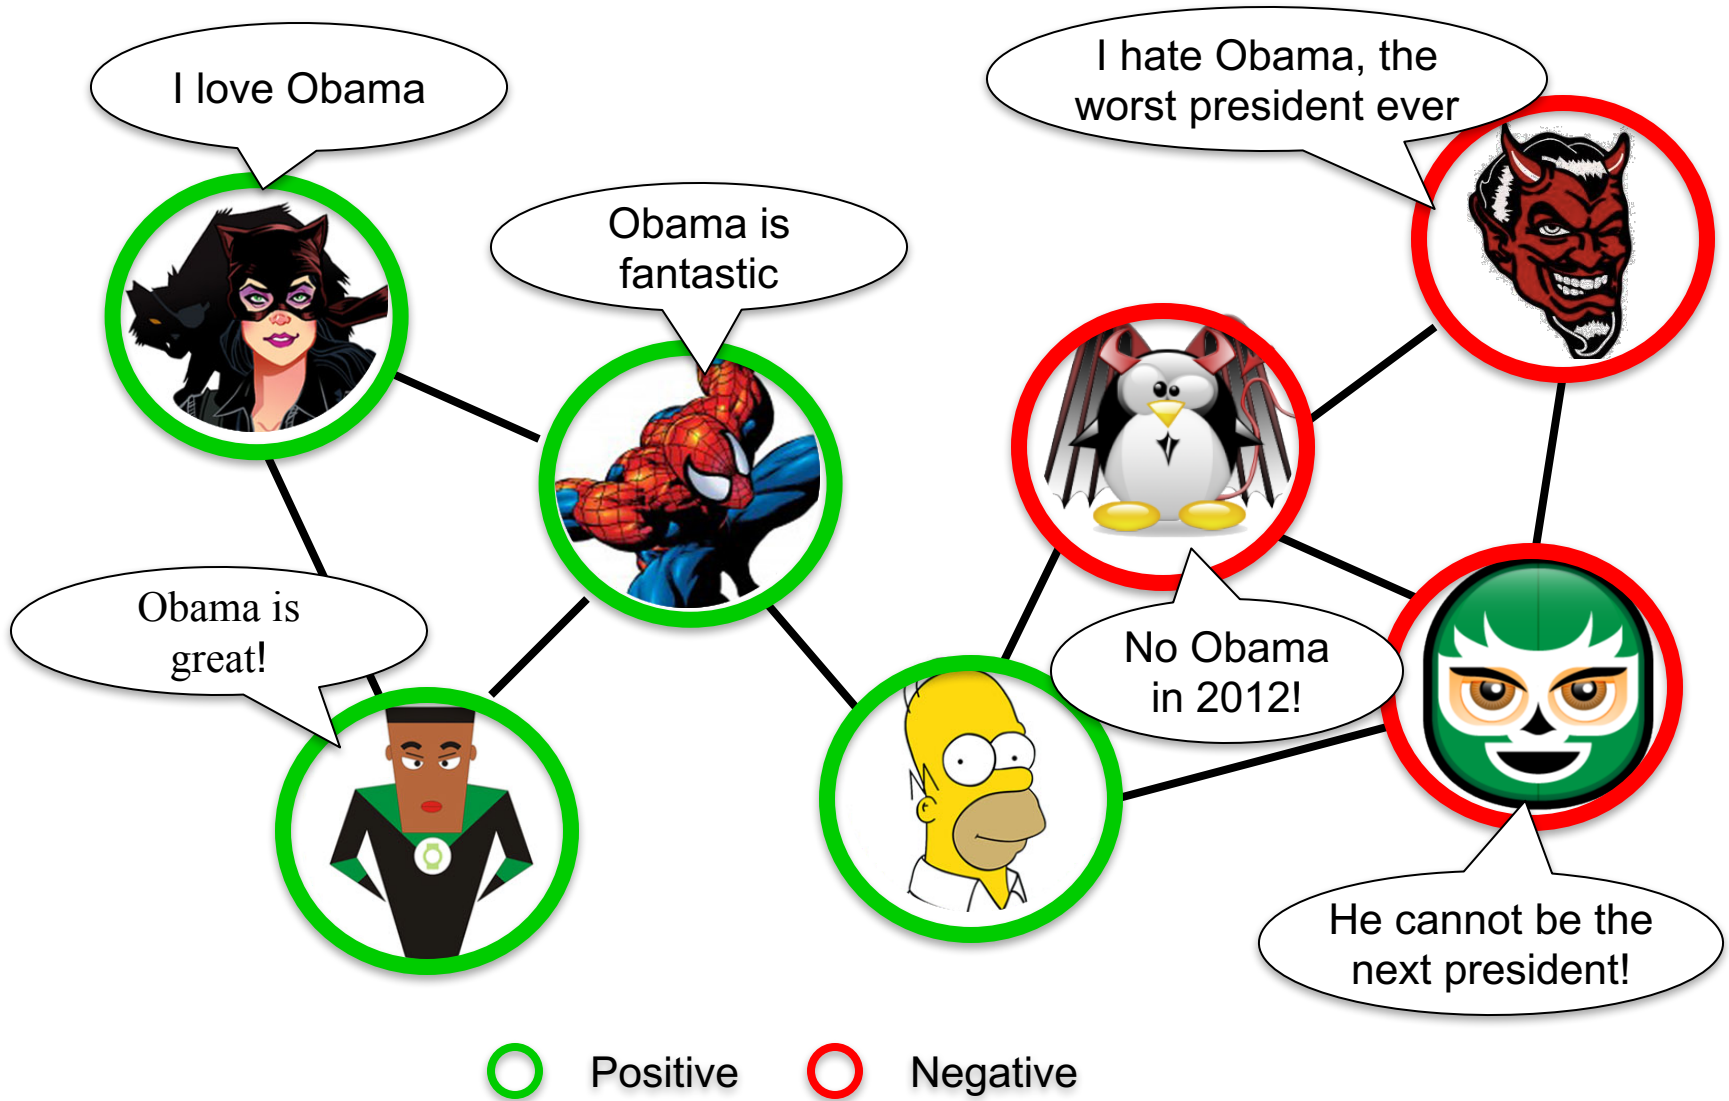 I love Obama
I hate Obama, the
worst president ever
Obama is
fantastic
Obama is
great!
No Obama
in 2012!
He cannot be the
next president!
Positive
Negative